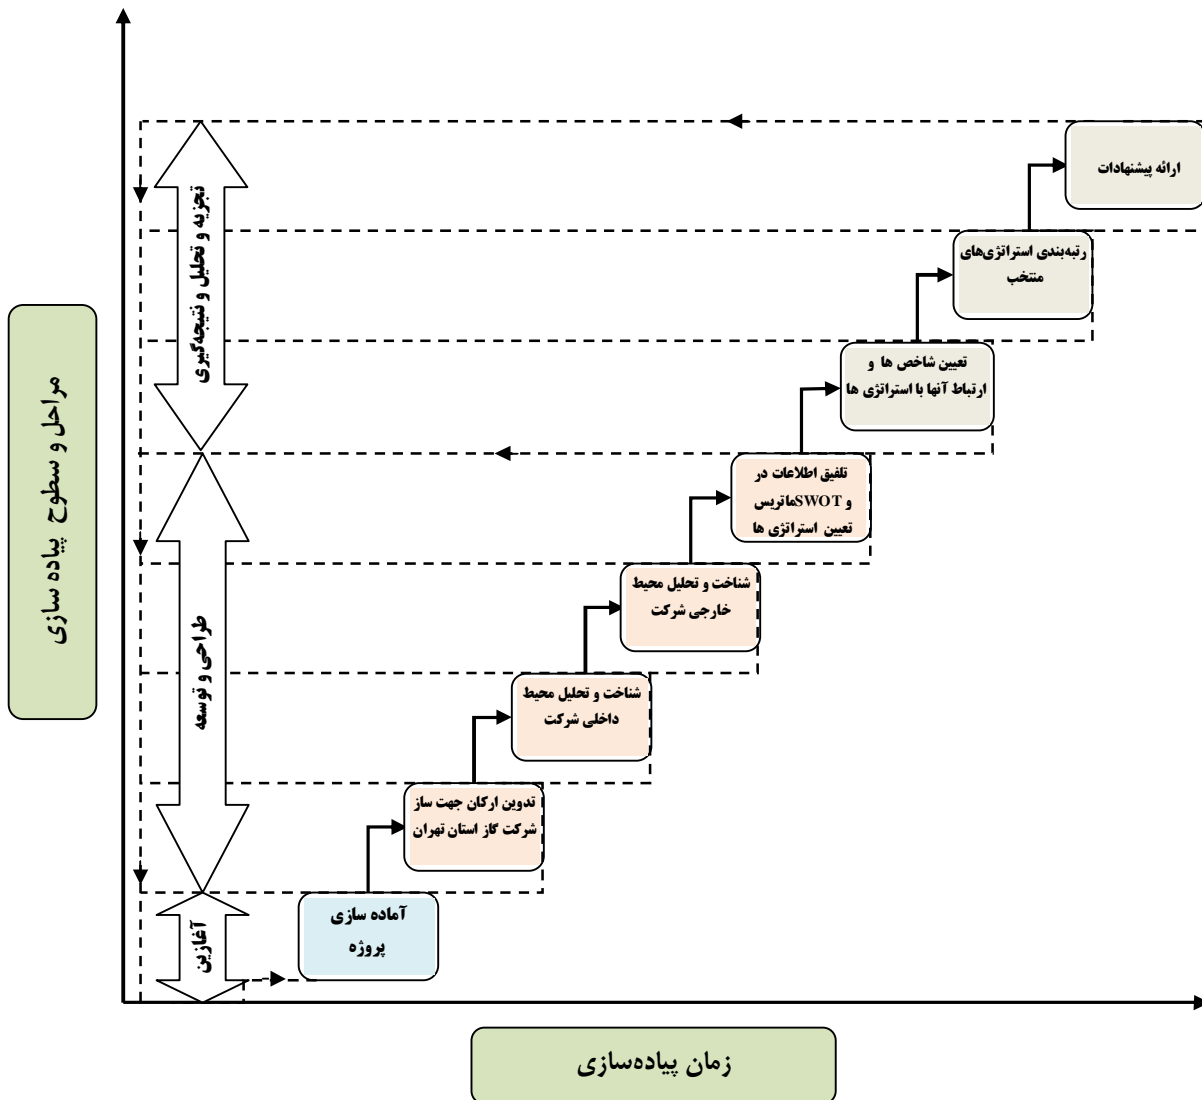 ارائه پیشنهادات
رتبه‌بندی استراتژی‌های
منتخب
تعیین شاخص ها و
ارتباط آنها با استراتژی ها
تلفیق اطلاعات در
و SWOTماتریس
تعیین استراتژی ها
شناخت و تحلیل محیط
خارجی شرکت
شناخت و تحلیل محیط
داخلی شرکت
تدوین ارکان جهت ساز
شرکت گاز استان تهران
آماده سازی
پروژه
تجزیه و تحلیل و نتیجه‌گیری
طراحی و توسعه
آغازین
مراحل و سطوح پیاده سازی
زمان پیاده‌سازی